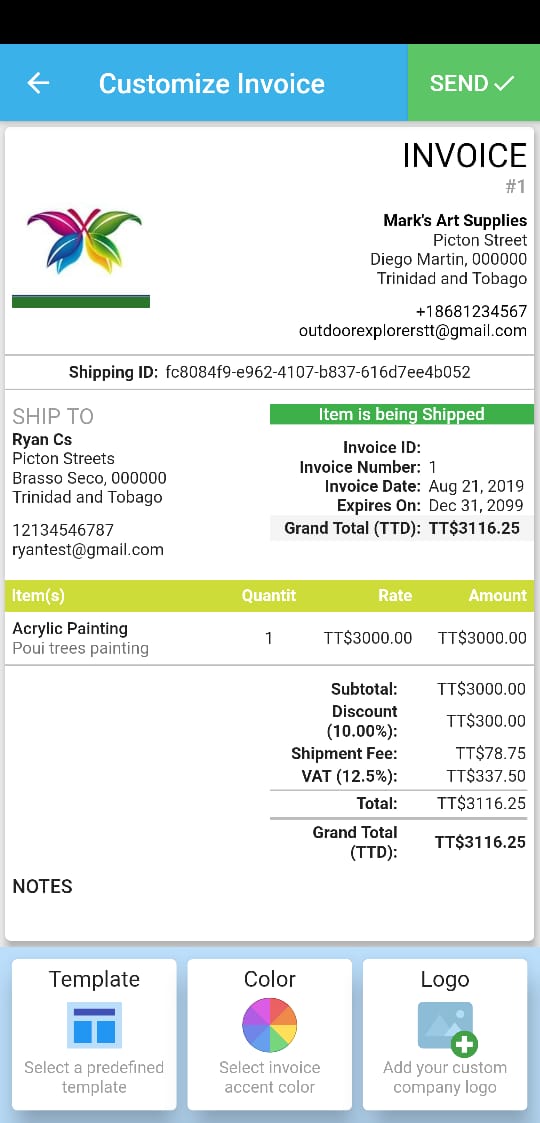 Customize Invoice
SEND
INVOICE
#1
Mark's Art Supplies
Picton Street
Diego Martin, 000000
Trinidad and Tobago
+18681234567
outdoorexplorerstt@gmail.com
Shipping ID: fc8084f9-e962-4107-b837-616d7ee4b052
SHIP TO
Ryan Cs
Picton Streets
Brasso Seco, 000000
Trinidad and Tobago
12134546787
ryantest@gmail.com
Item is being Shipped
Invoice ID:
Invoice Number: 1
Invoice Date: Aug 21, 2019
Expires On: Dec 31, 2099
Grand Total (TTD): TT$3116.25
Item(s) Quantit Rate Amount
Acrylic Painting 1 TT$3000.00 TT$3000.00
Poui trees painting
Subtotal: TT$3000.00
Discount
(10.00%): TT$300.00
Shipment Fee: TT$78.75
VAT (12.5%): TT$337.50
Total: TT$3116.25
Grand Total
(TTD): TT$3116.25
NOTES
Template
Select a predefined
template
Color
Select invoice
accent color
Logo
Add your custom
company logo